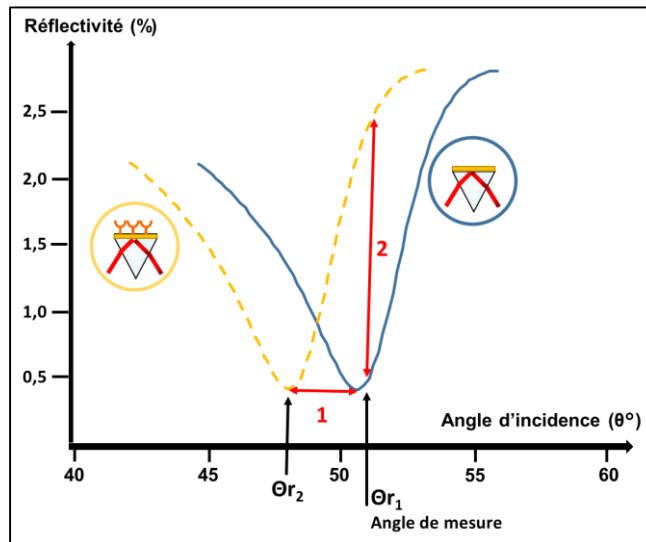 Réflectivité (%)
2,5
2,0
1,5
1,0
0,5
2
1
Angle d'incidence (θ°)
40
45
50
55
60
Θr₂
Θr₁
Angle de mesure